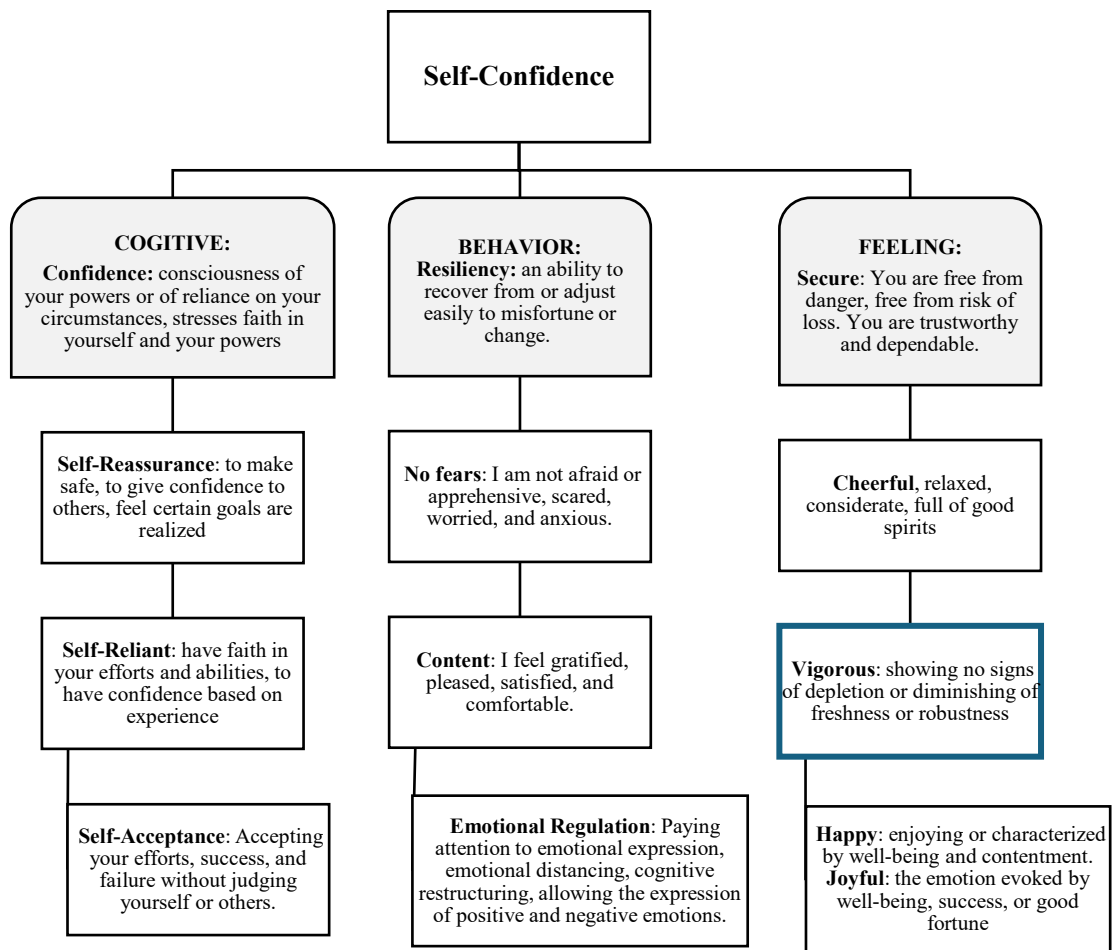 Self-Confidence
COGITIVE:
Confidence: consciousness of
your powers or of reliance on your
circumstances, stresses faith in
yourself and your powers
BEHAVIOR:
Resiliency: an ability to
recover from or adjust
easily to misfortune or
change.
FEELING:
Secure: You are free from
danger, free from risk of
loss. You are trustworthy
and dependable.
Self-Reassurance: to make
safe, to give confidence to
others, feel certain goals are
realized
No fears: I am not afraid or
apprehensive, scared,
worried, and anxious.
Cheerful, relaxed,
considerate, full of good
spirits
Self-Reliant: have faith in
your efforts and abilities, to
have confidence based on
experience
Content: I feel gratified,
pleased, satisfied, and
comfortable.
Vigorous: showing no signs
of depletion or diminishing of
freshness or robustness
Self-Acceptance: Accepting
your efforts, success, and
failure without judging
yourself or others.
Emotional Regulation: Paying
attention to emotional expression,
emotional distancing, cognitive
restructuring, allowing the expression
of positive and negative emotions.
Happy: enjoying or characterized
by well-being and contentment.
Joyful: the emotion evoked by
well-being, success, or good
fortune